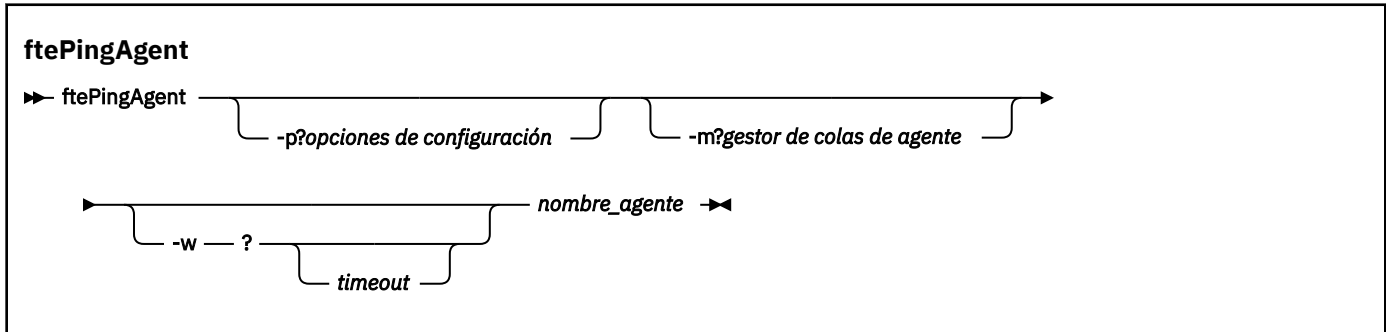 ftePingAgent
ftePingAgent
-p?opciones de configuración
-m?gestor de colas de agente
nombre_agente
-w ?
timeout